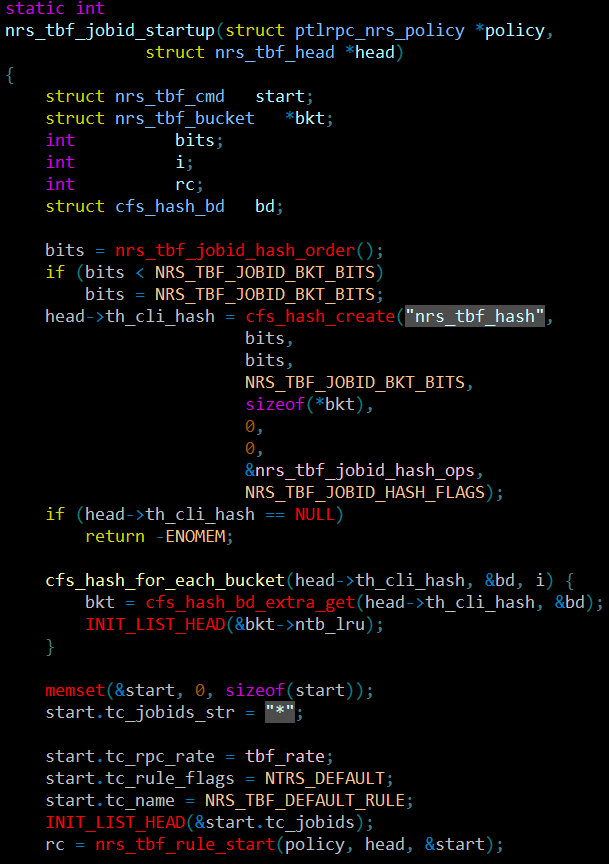 static int
nrs_tbf_jobid_startup(struct ptlrpc_nrs_policy *policy,
              struct nrs_tbf_head *head)
{
    struct nrs_tbf_cmd   start;
    struct nrs_tbf_bucket   *bkt;
    int          bits;
    int          i;
    int          rc;
    struct cfs_hash_bd   bd;

    bits = nrs_tbf_jobid_hash_order();
    if (bits < NRS_TBF_JOBID_BKT_BITS)
        bits = NRS_TBF_JOBID_BKT_BITS;
    head->th_cli_hash = cfs_hash_create("nrs_tbf_hash",
                        bits,
                        bits,
                        NRS_TBF_JOBID_BKT_BITS,
                        sizeof(*bkt),
                        0,
                        0,
                        &nrs_tbf_jobid_hash_ops,
                        NRS_TBF_JOBID_HASH_FLAGS);
    if (head->th_cli_hash == NULL)
        return -ENOMEM;

    cfs_hash_for_each_bucket(head->th_cli_hash, &bd, i) {
        bkt = cfs_hash_bd_extra_get(head->th_cli_hash, &bd);
        INIT_LIST_HEAD(&bkt->ntb_lru);
    }

    memset(&start, 0, sizeof(start));
    start.tc_jobids_str = "*";

    start.tc_rpc_rate = tbf_rate;
    start.tc_rule_flags = NTRS_DEFAULT;
    start.tc_name = NRS_TBF_DEFAULT_RULE;
    INIT_LIST_HEAD(&start.tc_jobids);
    rc = nrs_tbf_rule_start(policy, head, &start);